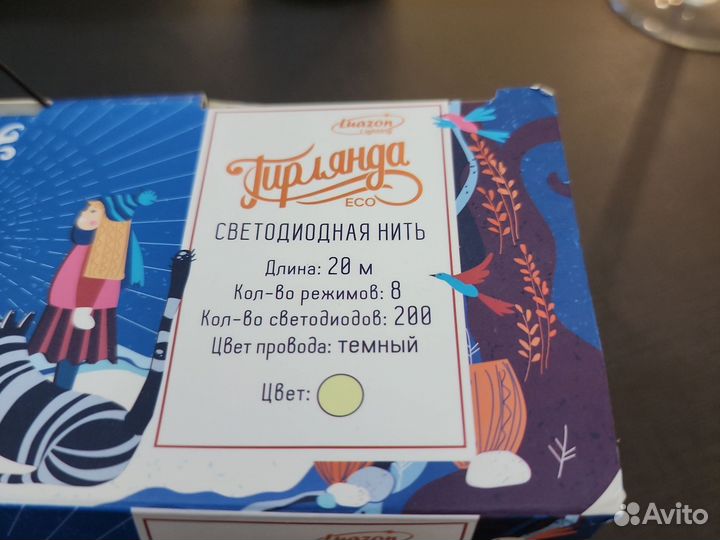 Гирлянда
ECO
СВЕТОДИОДНАЯ НИТЬ
Длина: 20 м
Кол-во режимов: 8
Кол-во светодиодов: 200
Цвет провода: темный
Цвет:
Avito